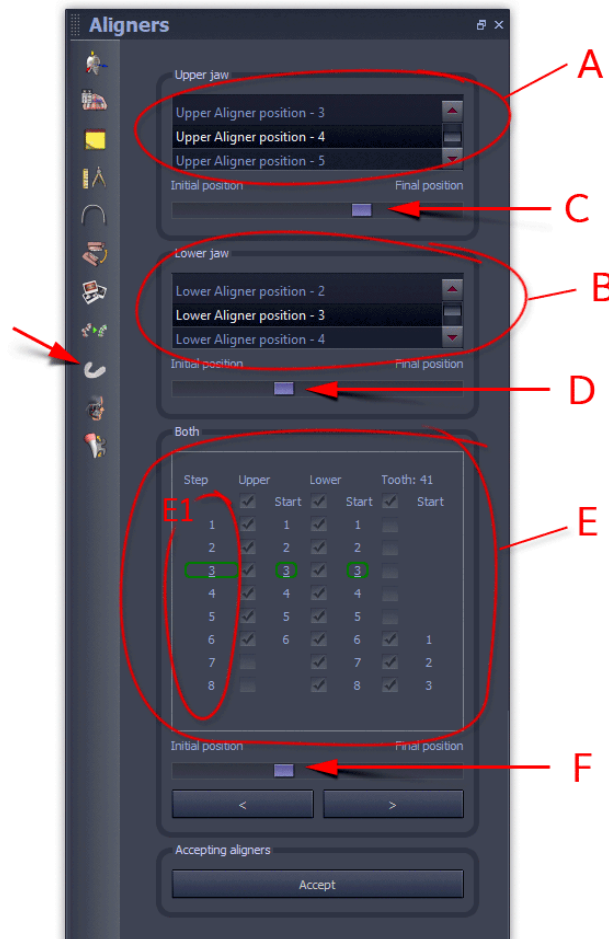 Aligners
Upper jaw
A
Upper Aligner position - 3
Upper Aligner position - 4
Upper Aligner position - 5
Initial position Final position
C
Lower jaw
B
Lower Aligner position - 2
Lower Aligner position - 3
Lower Aligner position - 4
Initial position Final position
D
Both
Step Upper Lower Tooth: 41
E1 Start Start Start
1 1 1
2 2 2
3 3 3
E
4 4 4
5 5 5
6 6 6 1
7 7 2
8 8 3
Initial position Final position
F
< >
Accepting aligners
Accept